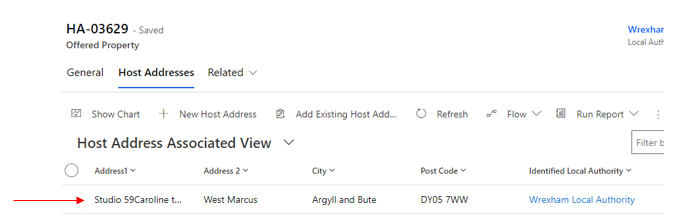 HA-03629 - Saved
Wrexhar
Offered Property
Local Auth
General Host Addresses Related
Show Chart New Host Address Add Existing Host Add... Refresh Flow Run Report
Host Address Associated View
Filter b
Address1 Address 2 City Post Code Identified Local Authority
Studio 59Caroline t... West Marcus Argyll and Bute DY05 7WW Wrexham Local Authority